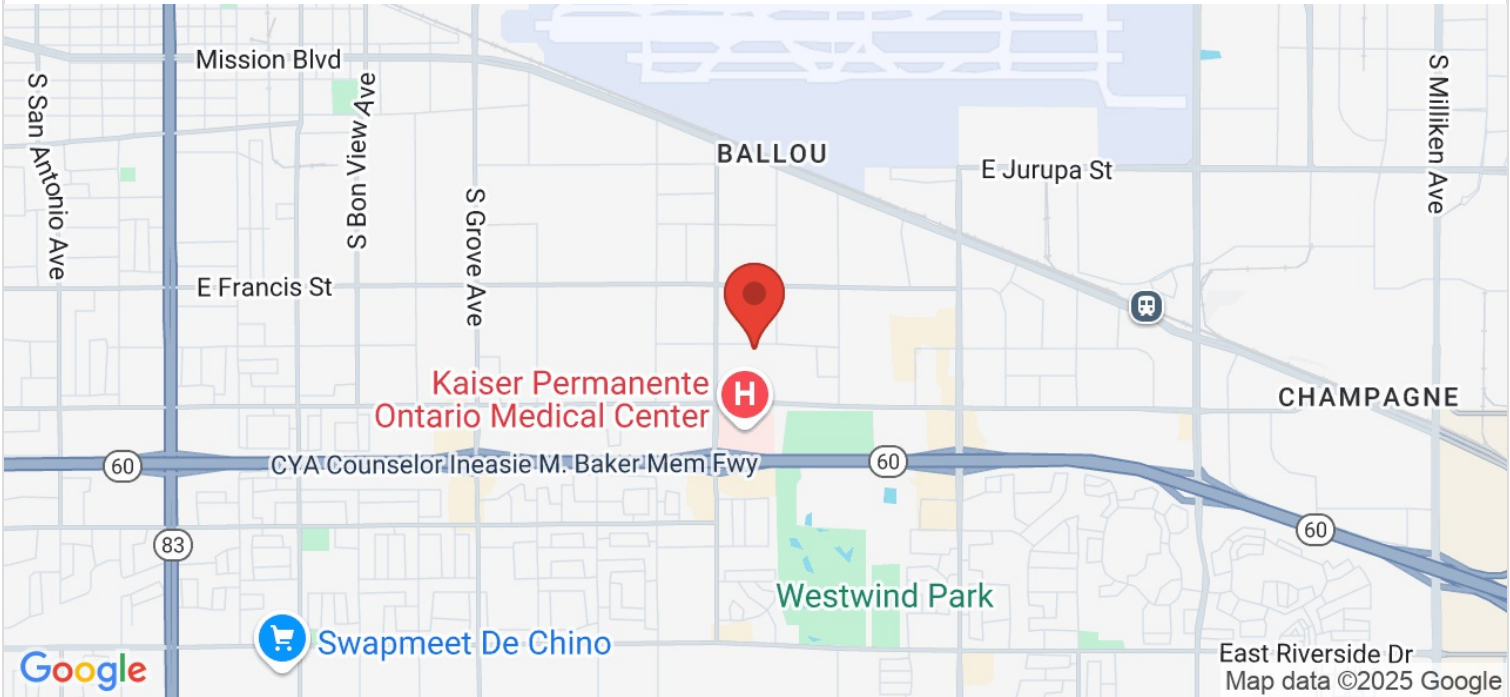 Mission Blvd
S San Antonio Ave
S Bon View Ave
S Milliken Ave
BALLOU
E Jurupa St
S Grove Ave
E Francis St
Kaiser Permanente
Ontario Medical Center
H
CHAMPAGNE
60
CYA Counselor Ineasie M. Baker Mem Fwy
60
60
83
Westwind Park
Swapmeet De Chino
East Riverside Dr
Google
Map data ©2025 Google